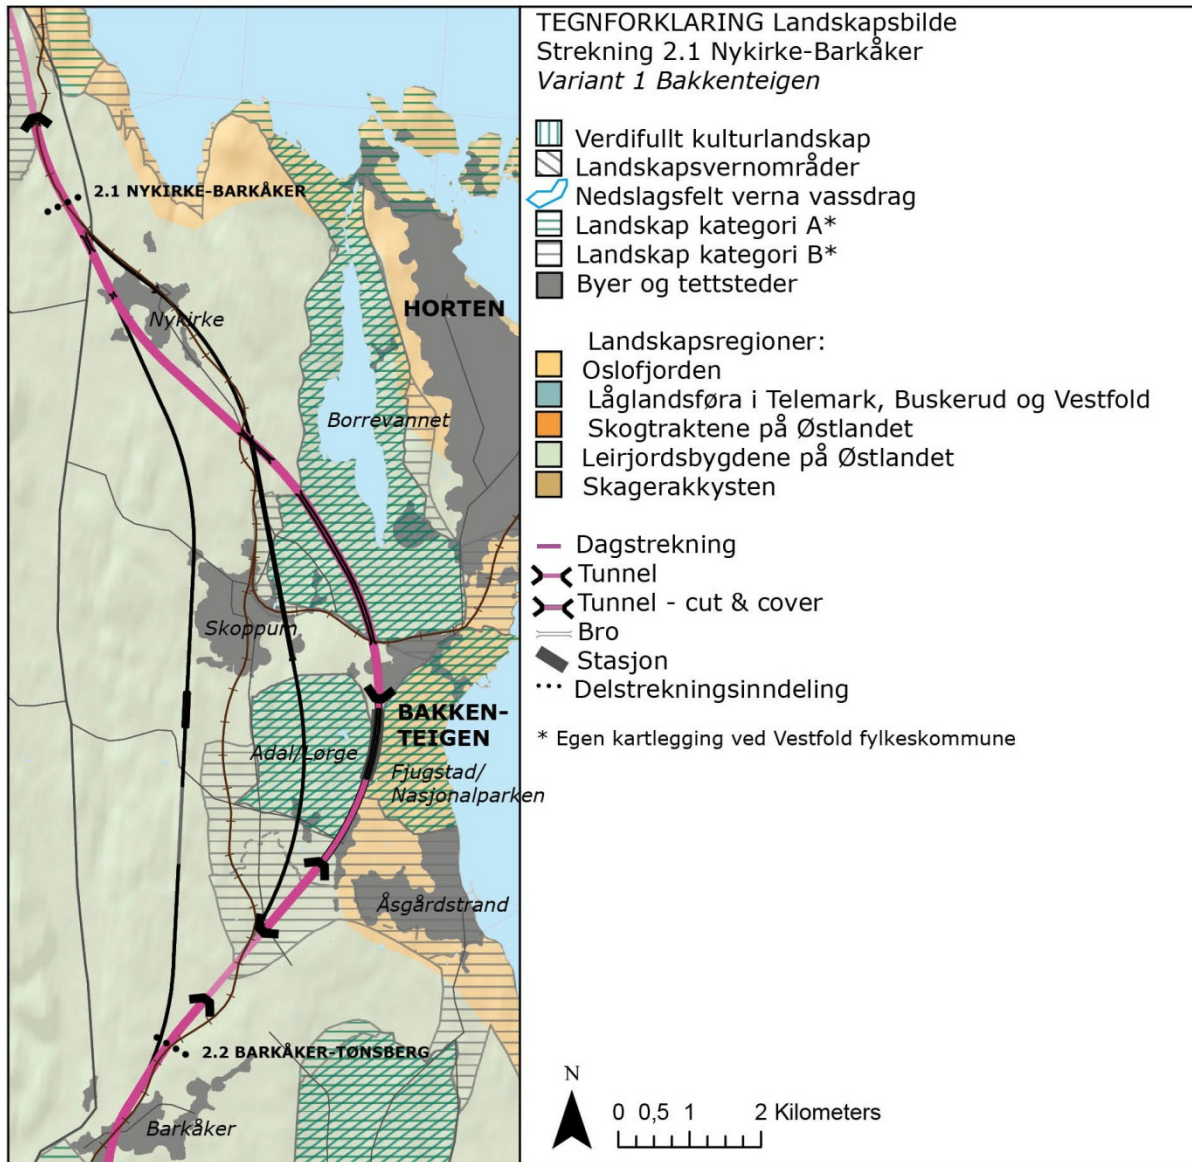 TEGNFORKLARING Landskapsbilde
Strekning 2.1 Nykirke-Barkåker
Variant 1 Bakkenteigen
Verdifullt kulturlandskap
Landskapsvernområder
Nedslagsfelt verna vassdrag
Landskap kategori A*
Landskap kategori B*
Byer og tettsteder
Landskapsregioner:
Oslofjorden
Låglandsføra i Telemark, Buskerud og Vestfold
Skogtraktene på Østlandet
Leirjordsbygdene på Østlandet
Skagerakkysten
Dagstrekning
Tunnel
Tunnel - cut & cover
Bro
Stasjon
Delstrekningsinndeling
* Egen kartlegging ved Vestfold fylkeskommune
N
0 0,5 1 2 Kilometers
2.1 NYKIRKE-BARKÅKER
Nykirke
HORTEN
Borrevannet
Skoppum
BAKKEN-
TEIGEN
Adal/Lørge
Fjugstad/
Nasjonalparken
Åsgårdstrand
2.2 BARKÅKER-TØNSBERG
Barkåker